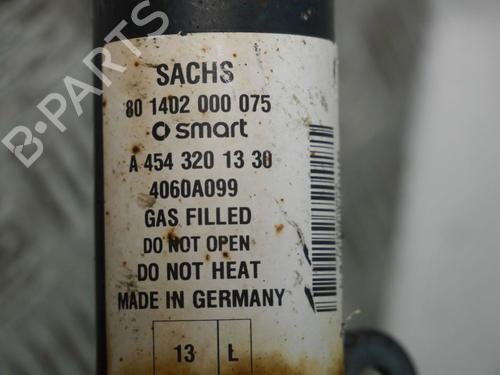 SACHS
80 1402 000 075
smart
A 454 320 13 30
4060A099
GAS FILLED
DO NOT OPEN
DO NOT HEAT
MADE IN GERMANY
13 Ł
B-PARTS